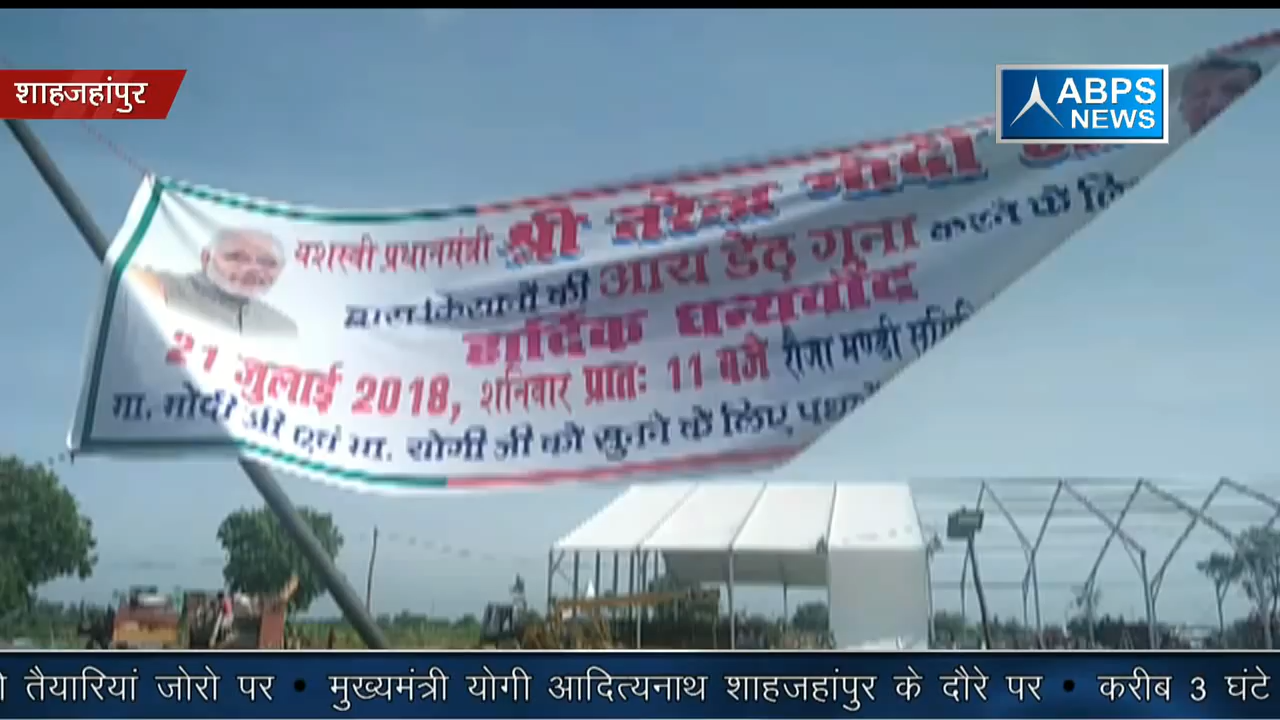 शाहजहांपुर
ABPS
NEWS
यशस्वी प्रधानमंत्री श्री नरेन्द्र मोदी
द्वारा किसानों की आय डेढ़ गुना करने के लिए
हार्दिक धन्यवाद
21 जुलाई 2018, शनिवार प्रातः 11 बजे रौजा मण्डी समिति
मा. मोदी जी एवं मा. योगी जी को सुनने के लिए
तैयारियां जोरो पर • मुख्यमंत्री योगी आदित्यनाथ शाहजहांपुर के दौरे पर • करीब 3 घंटे